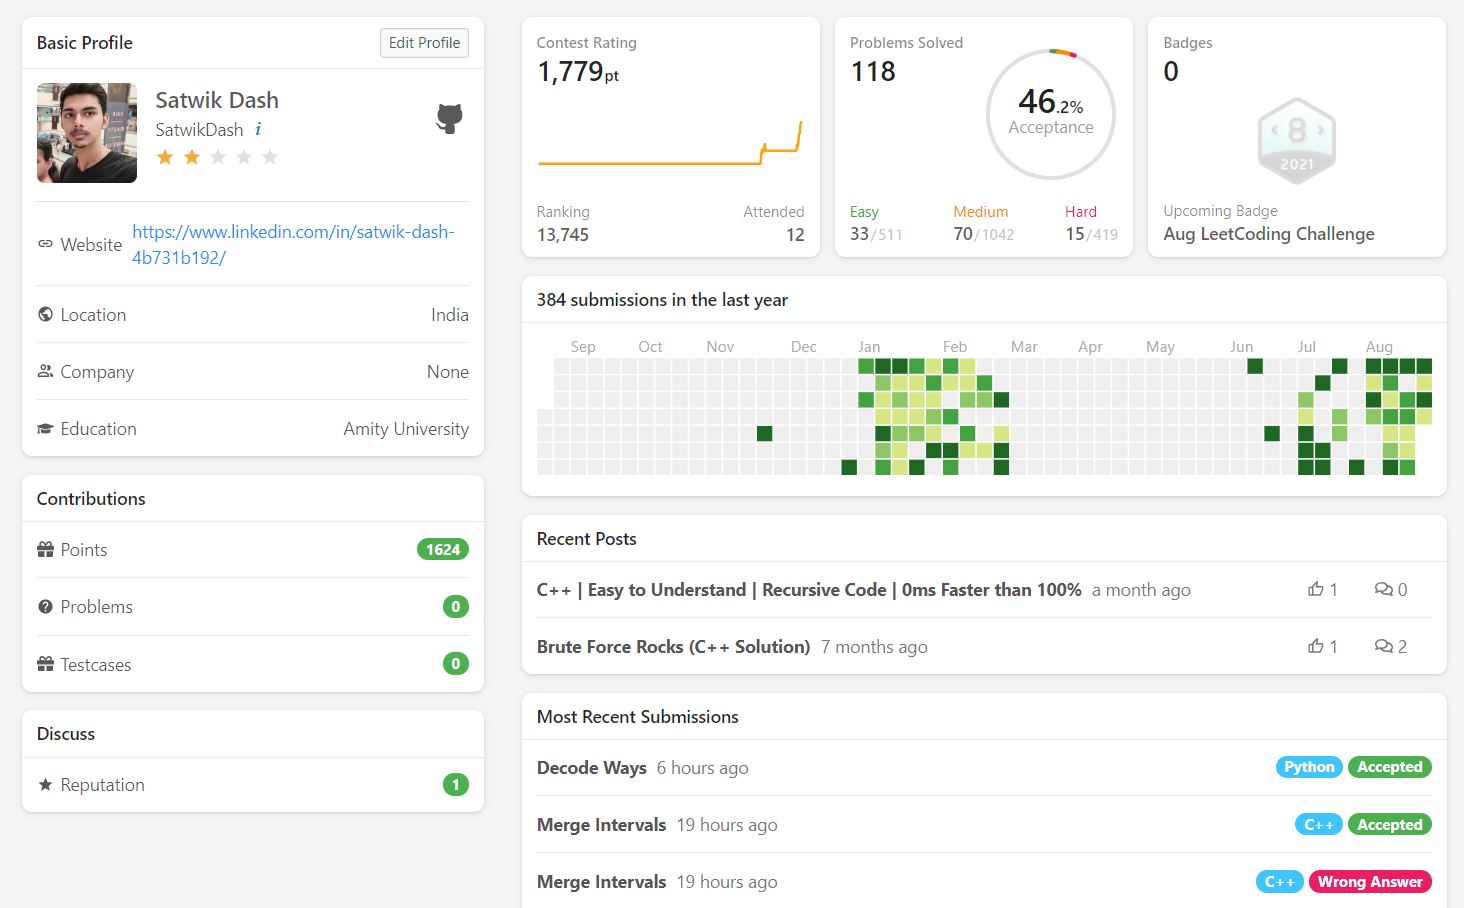 Basic Profile
Edit Profile
Satwik Dash
SatwikDash i
Website https://www.linkedin.com/in/satwik-dash-
4b731b192/
Location India
Company None
Education Amity University
Contributions
Points 1624
Problems 0
Testcases 0
Discuss
Reputation 1
Contest Rating
1,779pt
Ranking Attended
13,745 12
Problems Solved
118
46.2%
Acceptance
Easy Medium Hard
33/511 70/1042 15/419
Badges
0
8
2021
Upcoming Badge
Aug LeetCoding Challenge
384 submissions in the last year
Sep Oct Nov Dec Jan Feb Mar Apr May Jun Jul Aug
Recent Posts
C++ | Easy to Understand | Recursive Code | 0ms Faster than 100% a month ago 1 0
Brute Force Rocks (C++ Solution) 7 months ago 1 2
Most Recent Submissions
Decode Ways 6 hours ago Python Accepted
Merge Intervals 19 hours ago C++ Accepted
Merge Intervals 19 hours ago C++ Wrong Answer